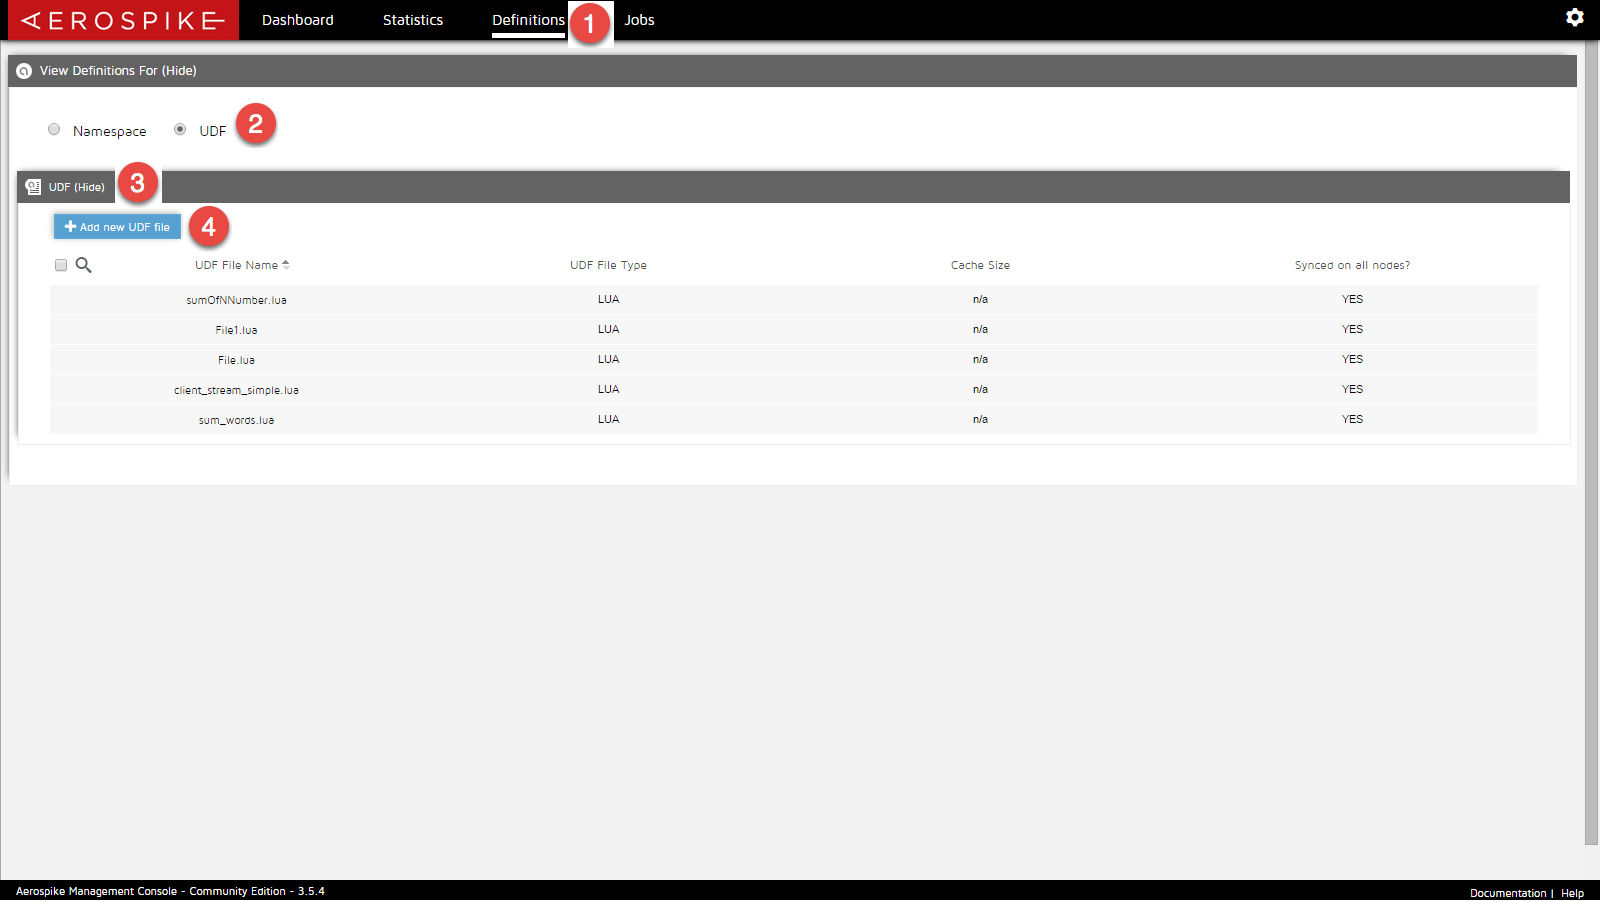 AEROSPIKE Dashboard Statistics Definitions 1 Jobs
View Definitions For (Hide)
Namespace UDF 2
UDF (Hide) 3
Add new UDF file 4
UDF File Name UDF File Type Cache Size Synced on all nodes?
sumOfNNumber.lua LUA n/a YES
File1.lua LUA n/a YES
File.lua LUA n/a YES
client_stream_simple.lua LUA n/a YES
sum_words.lua LUA n/a YES
Aerospike Management Console - Community Edition - 3.5.4
Documentation | Help